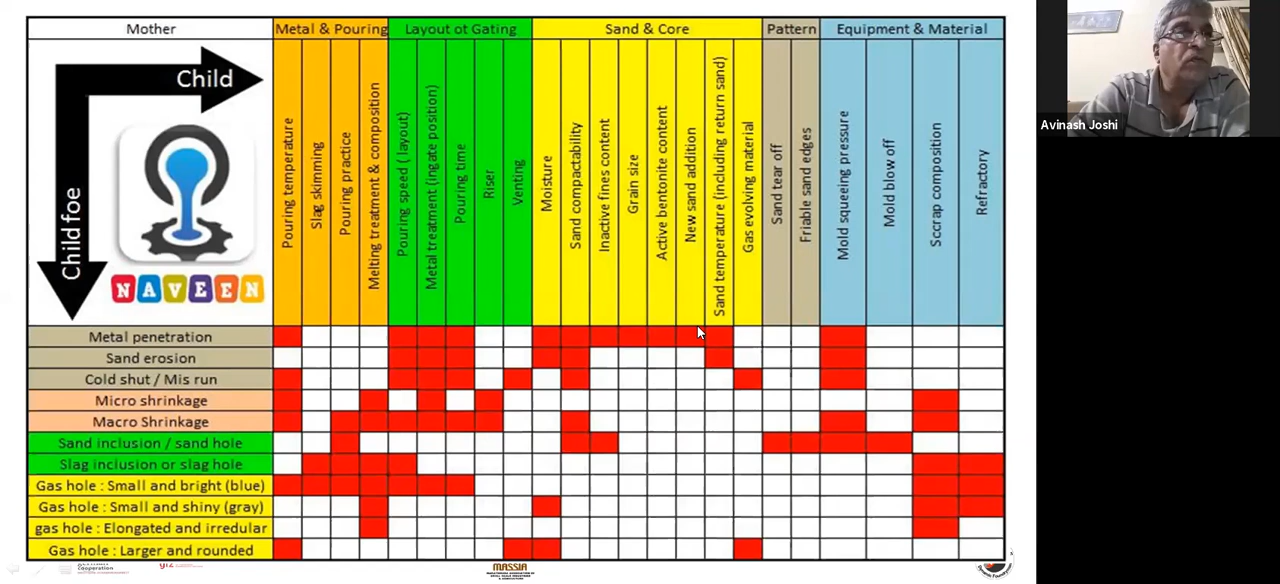 Mother
Metal & Pouring
Layout ot Gating
Sand & Core
Pattern
Equipment & Material
Child
Child foe
NAVEEN
Pouring temperature
Slag skimming
Pouring practice
Melting treatment & composition
Pouring speed ( layout)
Metal treatment (ingate position)
Pouring time
Riser
Venting
Moisture
Sand compactability
Inactive fines content
Grain size
Active bentonite content
New sand addition
Sand temperature (including return sand)
Gas evolving material
Sand tear off
Friable sand edges
Mold squeeing pressure
Mold blow off
Sccrap composition
Refractory
Metal penetration
Sand erosion
Cold shut / Mis run
Micro shrinkage
Macro Shrinkage
Sand inclusion / sand hole
Slag inclusion or slag hole
Gas hole : Small and bright (blue)
Gas hole : Small and shiny (gray)
gas hole : Elongated and irredular
Gas hole : Larger and rounded
Avinash Joshi
cooperation
giz
MASSIA